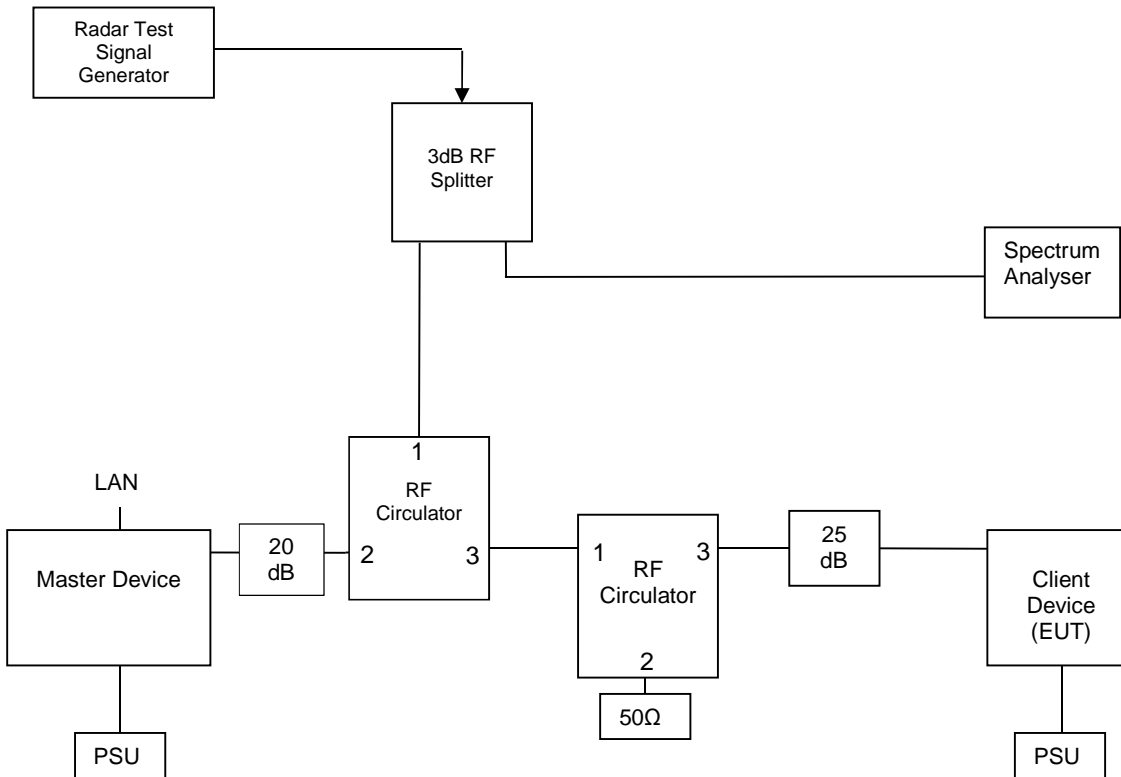 Radar Test
Signal
Generator
3dB RF
Splitter
Spectrum
Analyser
1
RF
Circulator
2
3
LAN
Master Device
20
dB
1
3
RF
Circulator
2
50Ω
25
dB
Client
Device
(EUT)
PSU
PSU